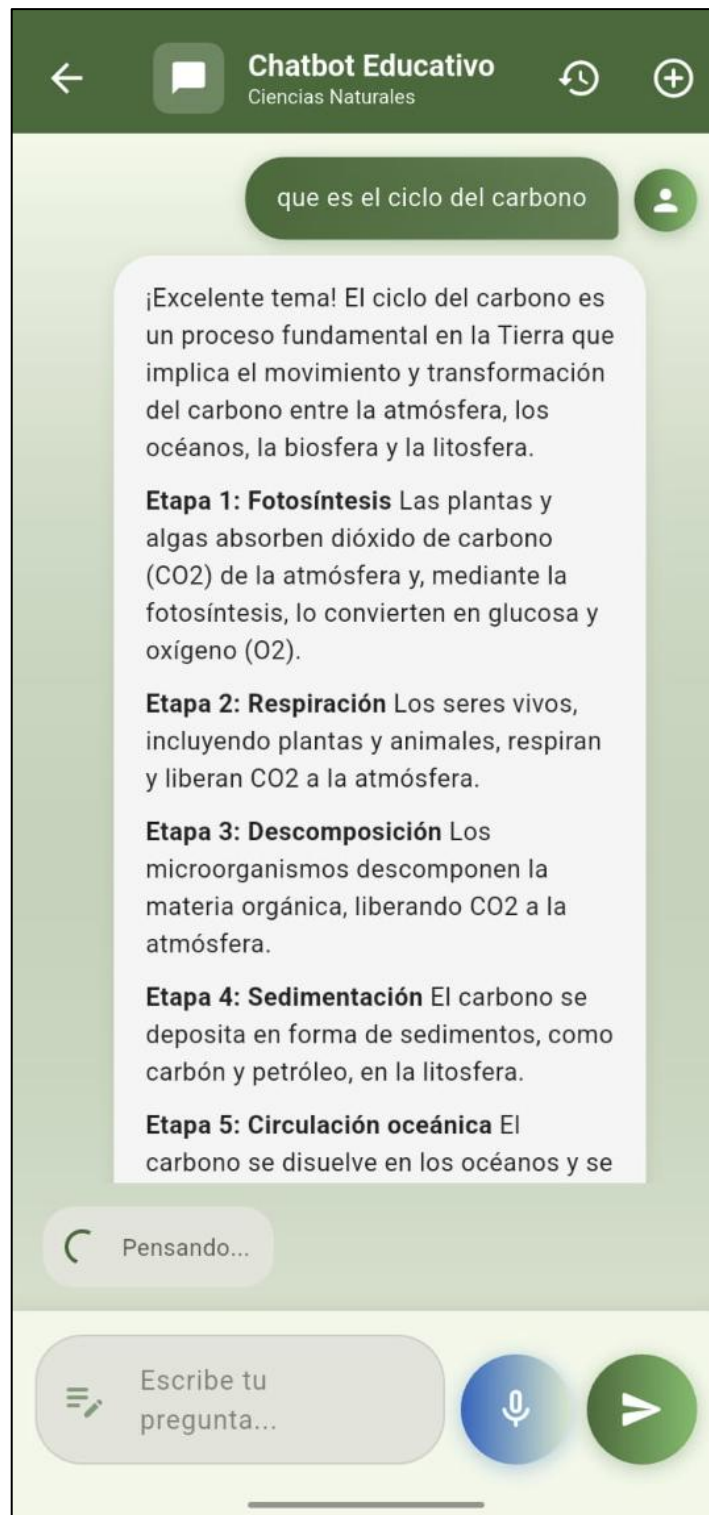 Chatbot Educativo
Ciencias Naturales
que es el ciclo del carbono
¡Excelente tema! El ciclo del carbono es
un proceso fundamental en la Tierra que
implica el movimiento y transformación
del carbono entre la atmósfera, los
océanos, la biosfera y la litosfera.
Etapa 1: Fotosíntesis Las plantas y
algas absorben dióxido de carbono
(CO2) de la atmósfera y, mediante la
fotosíntesis, lo convierten en glucosa y
oxígeno (O2).
Etapa 2: Respiración Los seres vivos,
incluyendo plantas y animales, respiran
y liberan CO2 a la atmósfera.
Etapa 3: Descomposición Los
microorganismos descomponen la
materia orgánica, liberando CO2 a la
atmósfera.
Etapa 4: Sedimentación El carbono se
deposita en forma de sedimentos, como
carbón y petróleo, en la litosfera.
Etapa 5: Circulación oceánica El
carbono se disuelve en los océanos y se
Pensando...
Escribe tu
pregunta...